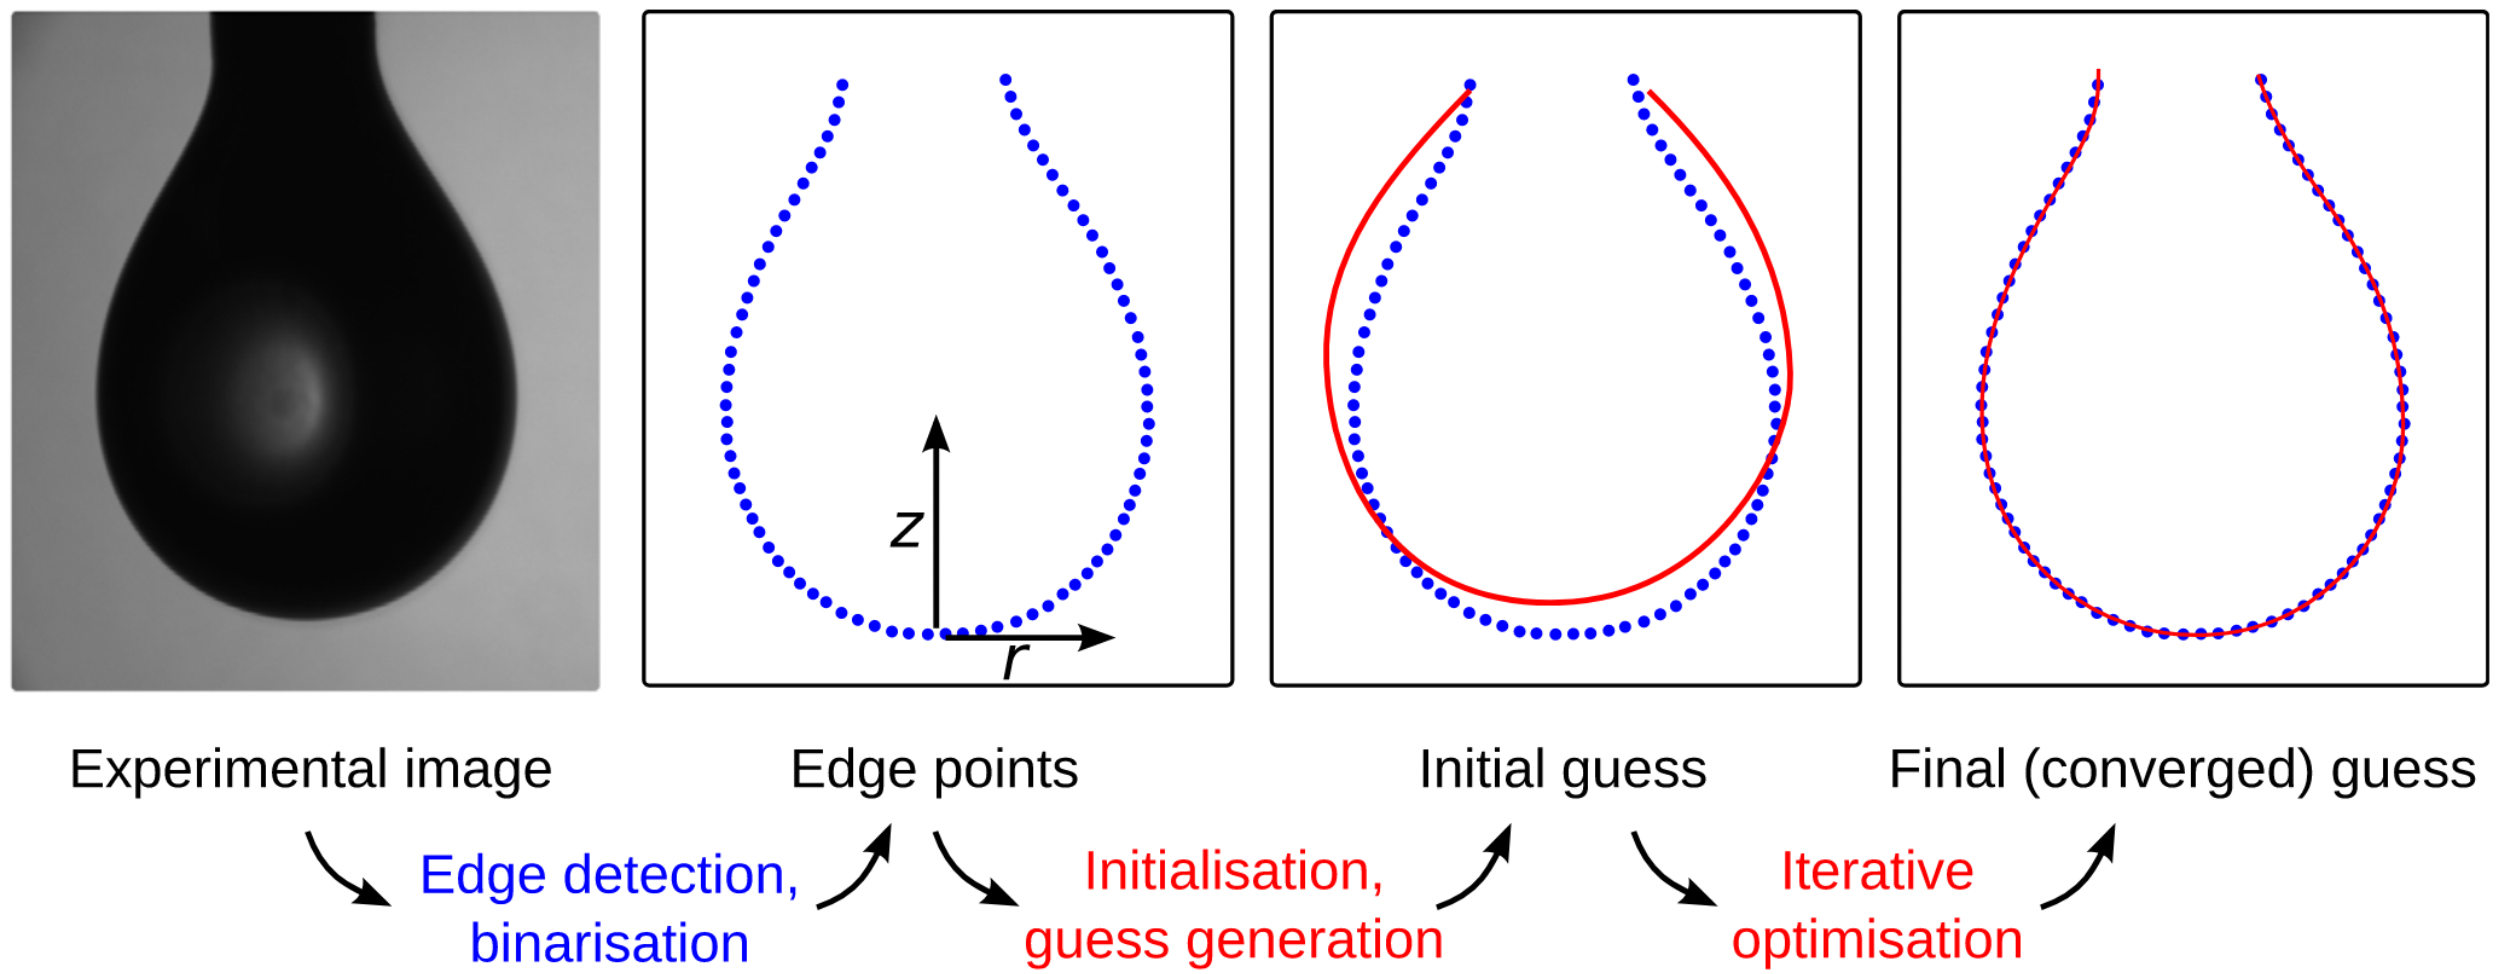 z
r
Experimental image
Edge points
Initial guess
Final (converged) guess
Edge detection,
binarisation
Initialisation,
guess generation
Iterative
optimisation